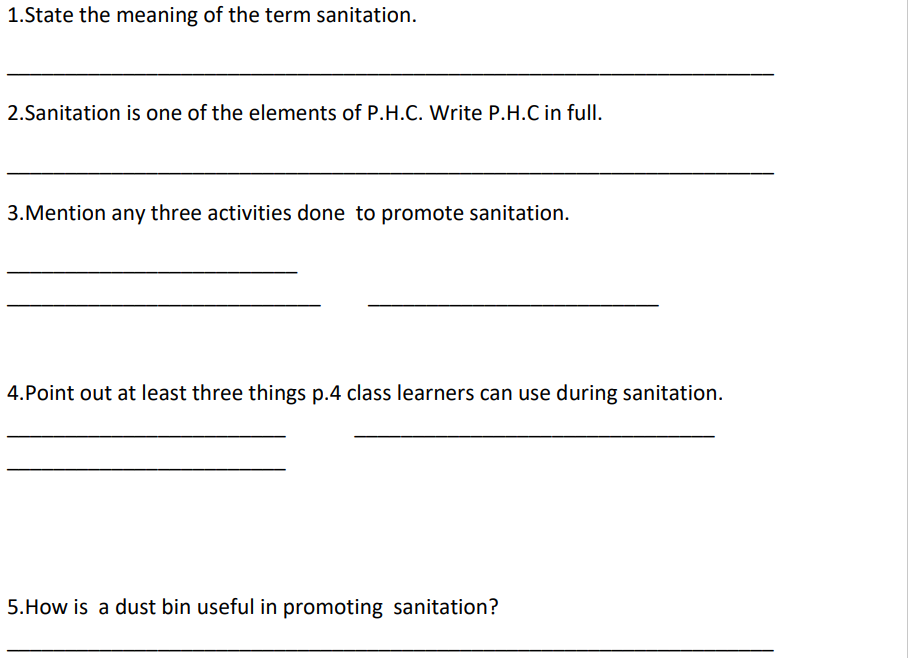 1.State the meaning of the term sanitation.
2.Sanitation is one of the elements of P.H.C. Write P.H.C in full.
3.Mention any three activities done  to promote sanitation.
4.Point out at least three things p.4 class learners can use during sanitation.
5.How is  a dust bin useful in promoting  sanitation?